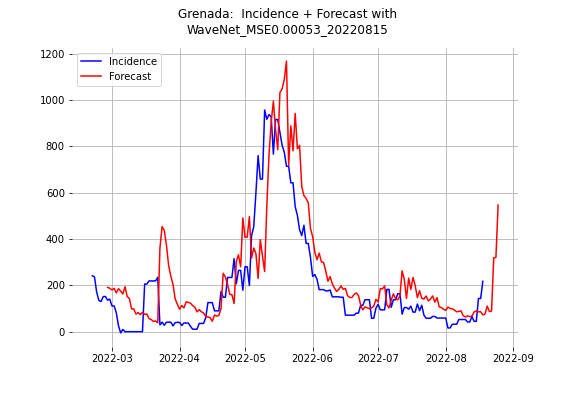 Grenada:  Incidence + Forecast with
WaveNet_MSE0.00053_20220815
Incidence
Forecast
1200
1000
800
600
400
200
0
2022-03 2022-04 2022-05 2022-06 2022-07 2022-08 2022-09